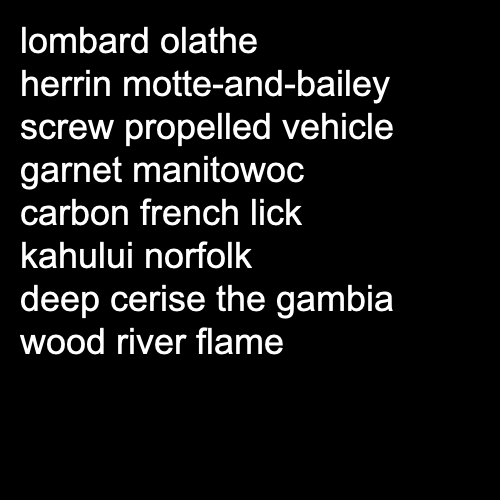 lombard olathe
herrin motte-and-bailey
screw propelled vehicle
garnet manitowoc
carbon french lick
kahului norfolk
deep cerise the gambia
wood river flame